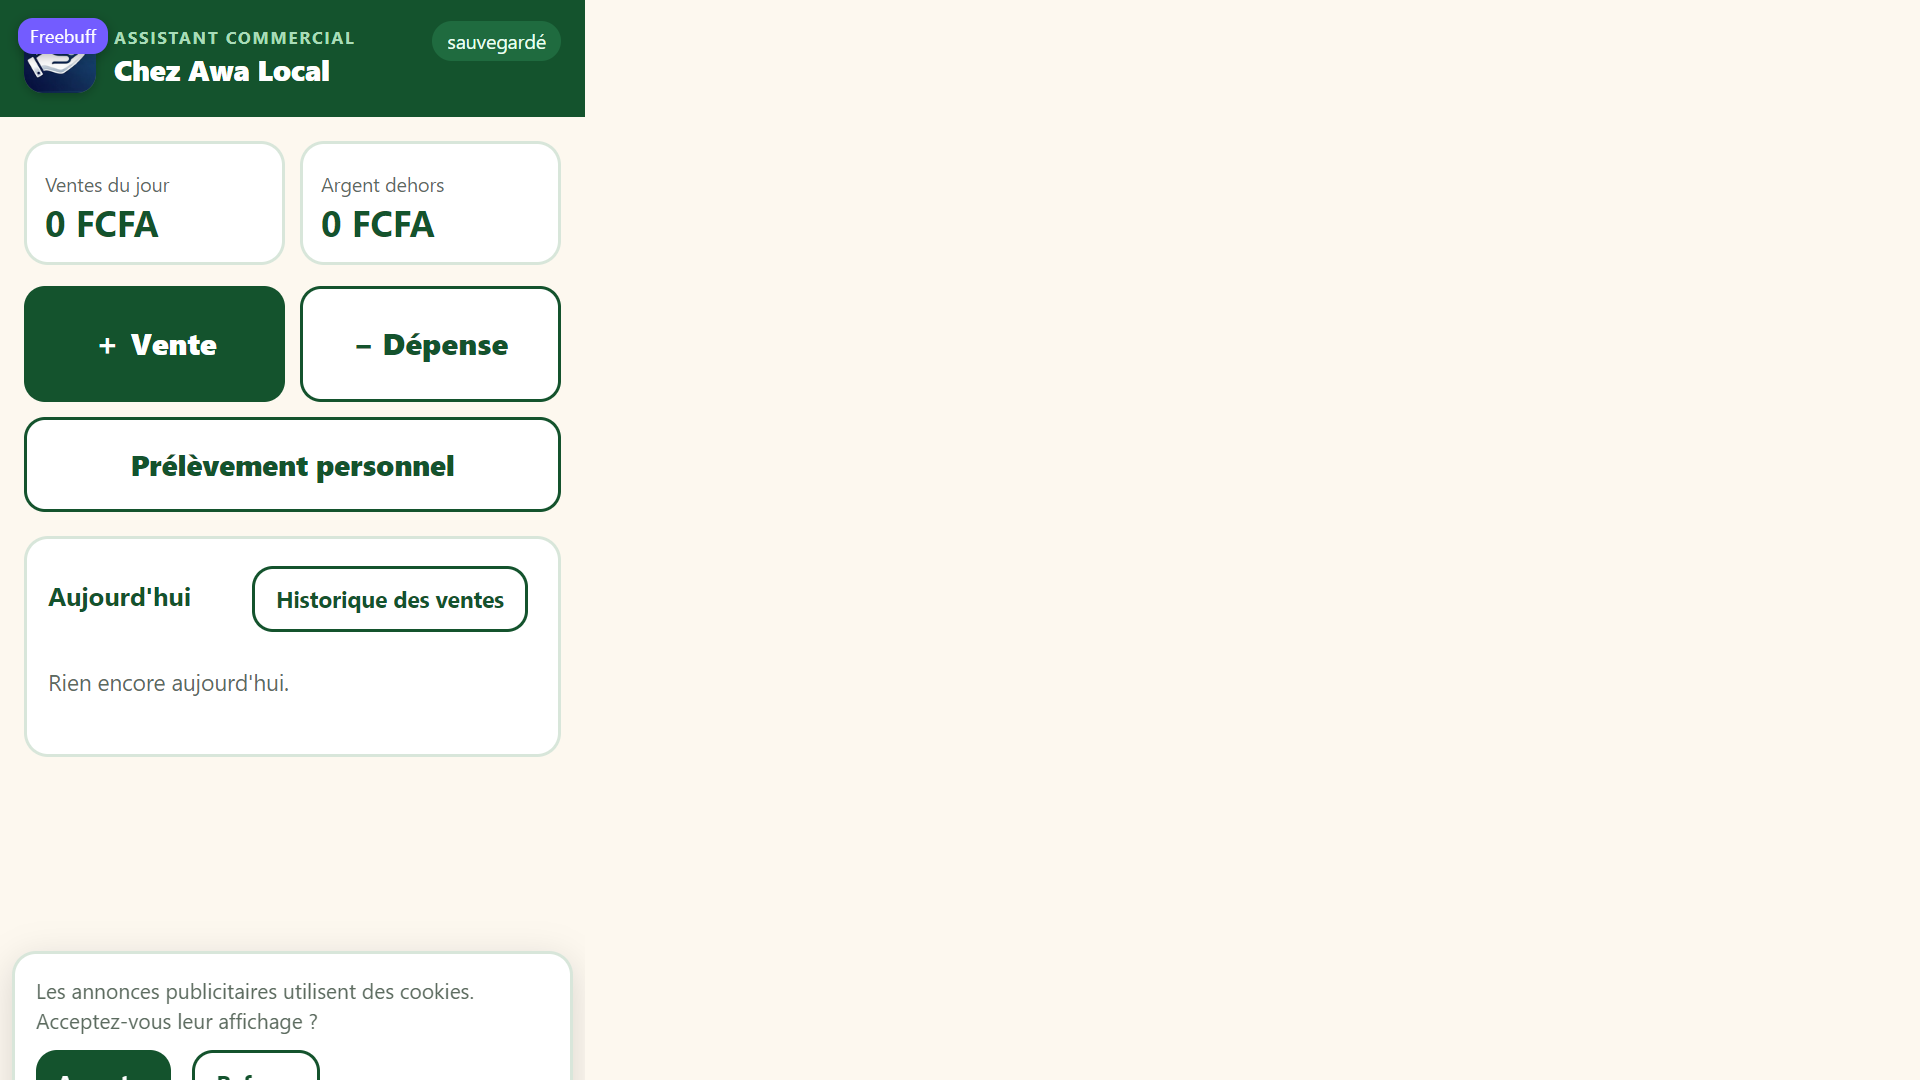 Freebuff
ASSISTANT COMMERCIAL
Chez Awa Local
sauvegardé
Ventes du jour
0 FCFA
Argent dehors
0 FCFA
+ Vente
– Dépense
Prélèvement personnel
Aujourd'hui
Historique des ventes
Rien encore aujourd'hui.
Les annonces publicitaires utilisent des cookies.
Acceptez-vous leur affichage ?